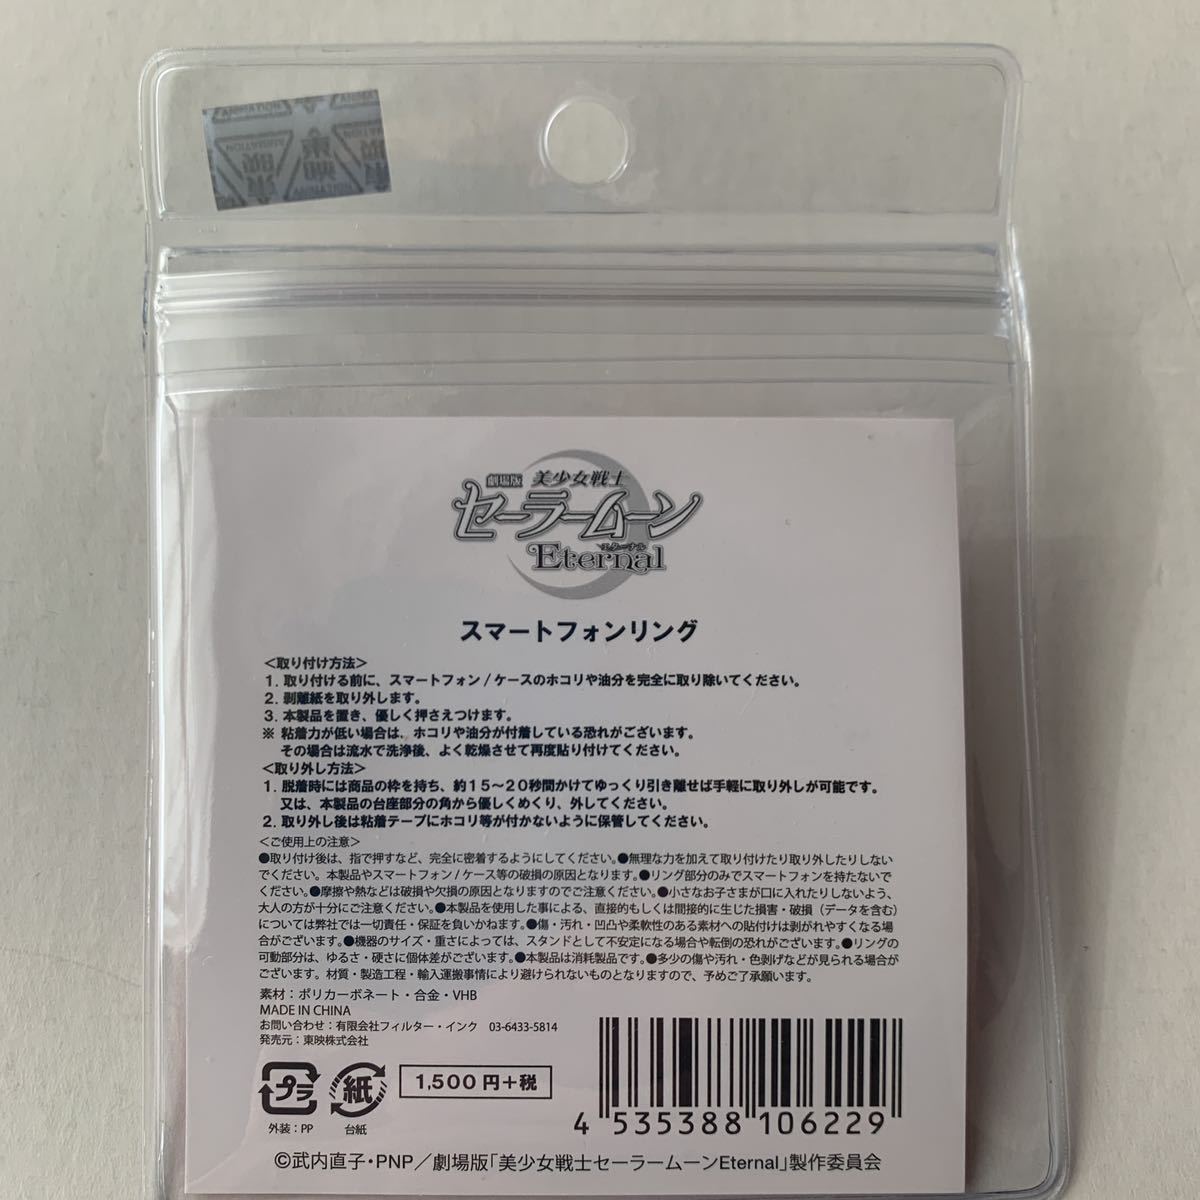 ANIMATION
東映
ANIMATION
劇場版 美少女戦士
セーラームーン
エターナル
Eternal
スマートフォンリング
<取り付け方法>
1. 取り付ける前に、スマートフォン / ケースのホコリや油分を完全に取り除いてください。
2. 剥離紙を取り外します。
3. 本製品を置き、優しく押さえつけます。
※ 粘着力が低い場合は、ホコリや油分が付着している恐れがございます。
その場合は流水で洗浄後、よく乾燥させて再度貼り付けてください。
<取り外し方法>
1. 脱着時には商品の枠を持ち、約15～20秒間かけてゆっくり引き離せば手軽に取り外しが可能です。
又は、本製品の台座部分の角から優しくめくり、外してください。
2. 取り外し後は粘着テープにホコリ等が付かないように保管してください。
<ご使用上の注意>
●取り付け後は、指で押すなど、完全に密着するようにしてください。●無理な力を加えて取り付けたり取り外したりしない
でください。本製品やスマートフォン / ケース等の破損の原因となります。●リング部分のみでスマートフォンを持たないで
ください。●摩擦や熱などは破損や欠損の原因となりますのでご注意ください。●小さなお子さまが口に入れたりしないよう、
大人の方が十分にご注意ください。●本製品を使用した事による、直接的もしくは間接的に生じた損害・破損（データを含む）
については弊社では一切責任・保証を負いかねます。●傷・汚れ・凹凸や柔軟性のある素材への貼付けは剥がれやすくなる場
合がございます。●機器のサイズ・重さによっては、スタンドとして不安定になる場合や転倒の恐れがございます。●リングの
可動部分は、ゆるさ・硬さに個体差がございます。●本製品は消耗製品です。●多少の傷や汚れ・色剥げなどが見られる場合が
ございます。材質・製造工程・輸入運搬事情により避けられないものとなりますので、予めご了承願います。
素材：ポリカーボネート・合金・VHB
MADE IN CHINA
お問い合わせ：有限会社フィルター・インク 03-6433-5814
発売元：東映株式会社
プラ
外装：PP
紙
台紙
1,500円+税
4 535388 106229
©武内直子・PNP／劇場版「美少女戦士セーラームーンEternal」製作委員会